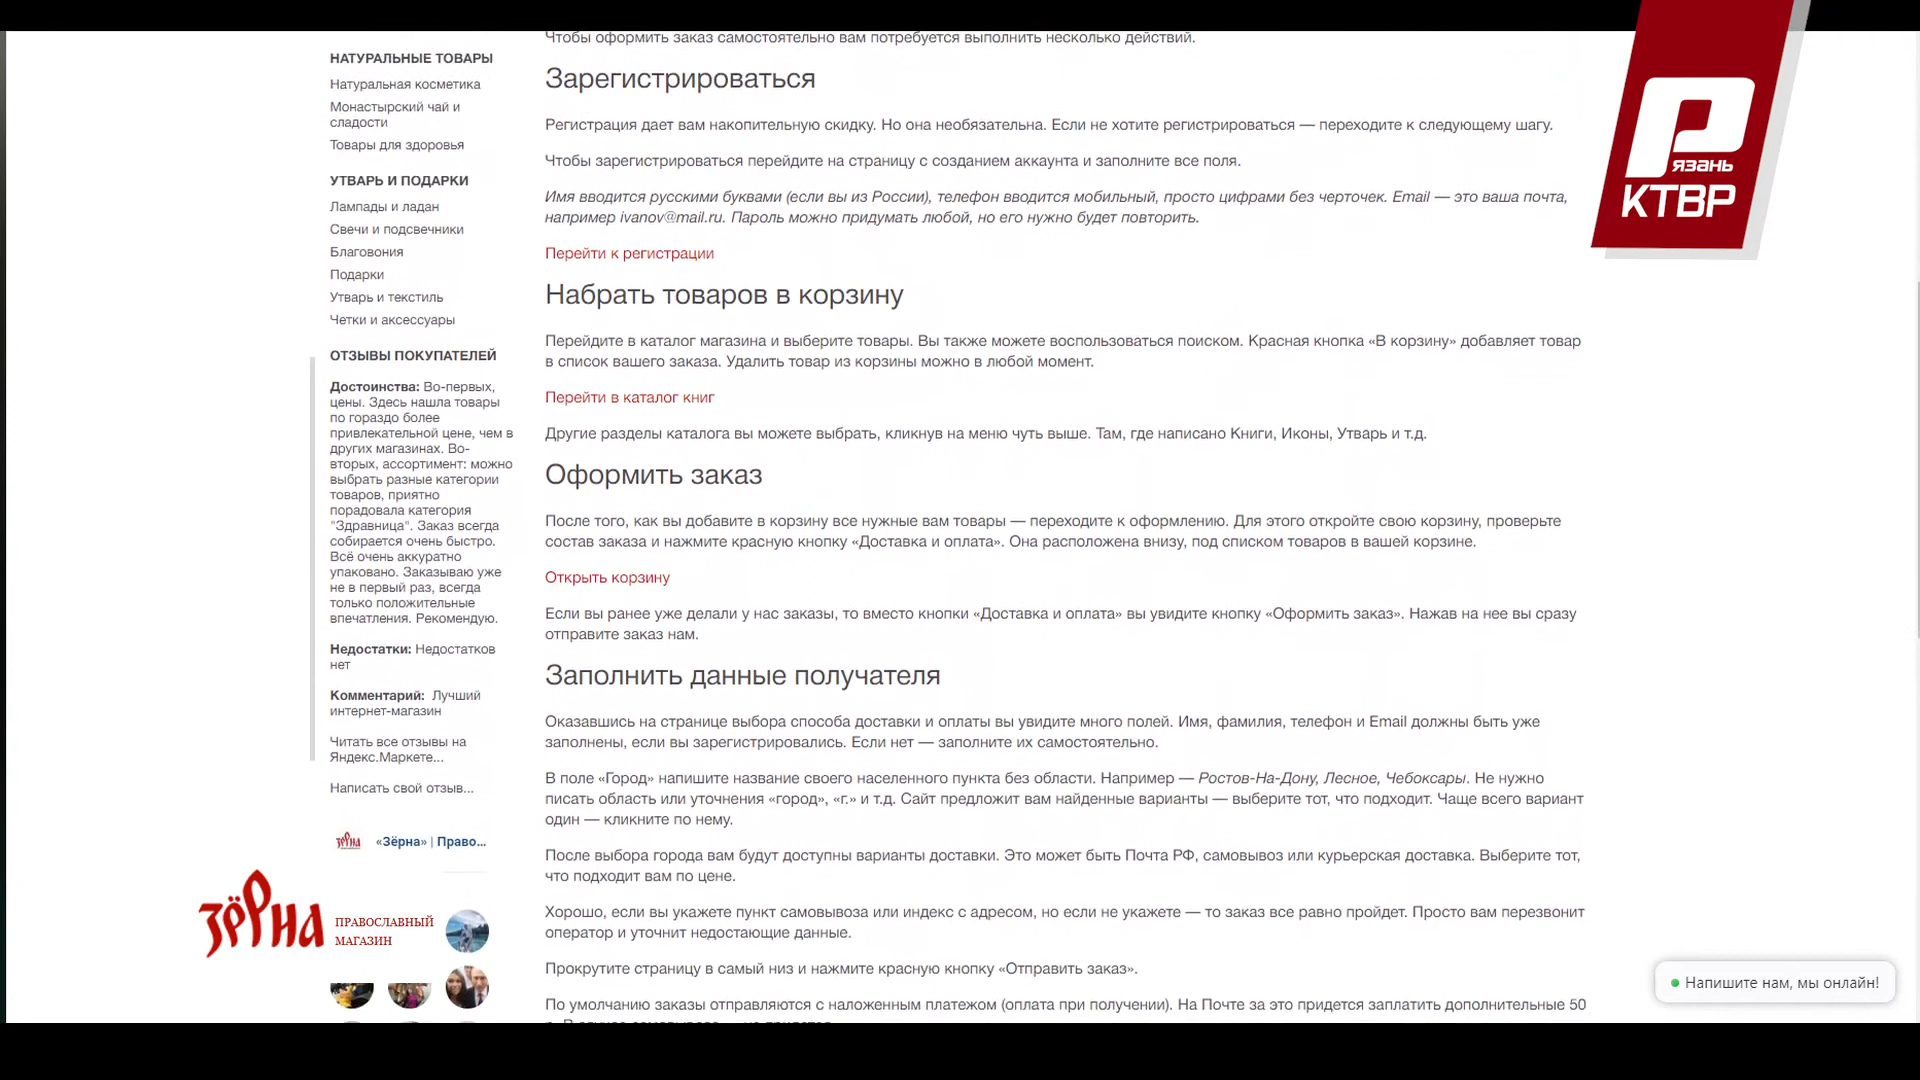 Чтобы оформить заказ самостоятельно вам потребуется выполнить несколько действий.
НАТУРАЛЬНЫЕ ТОВАРЫ
Натуральная косметика
Монастырский чай и
сладости
Товары для здоровья
УТВАРЬ И ПОДАРКИ
Лампады и ладан
Свечи и подсвечники
Благовония
Подарки
Утварь и текстиль
Четки и аксессуары
ОТЗЫВЫ ПОКУПАТЕЛЕЙ
Достоинства: Во-первых,
цены. Здесь нашла товары
по гораздо более
привлекательной цене, чем в
других магазинах. Во-
вторых, ассортимент: можно
выбрать разные категории
товаров, приятно
порадовала категория
"Здравница". Заказ всегда
собирается очень быстро.
Всё очень аккуратно
упаковано. Заказываю уже
не в первый раз, всегда
только положительные
впечатления. Рекомендую.
Недостатки: Недостатков
нет
Комментарий: Лучший
интернет-магазин
Читать все отзывы на
Яндекс.Маркете...
Написать свой отзыв...
зёрна «Зёрна» | Право...
зёрна
ПРАВОСЛАВНЫЙ
МАГАЗИН
Зарегистрироваться
Регистрация дает вам накопительную скидку. Но она необязательна. Если не хотите регистрироваться — переходите к следующему шагу.
Чтобы зарегистрироваться перейдите на страницу с созданием аккаунта и заполните все поля.
Имя вводится русскими буквами (если вы из России), телефон вводится мобильный, просто цифрами без черточек. Email — это ваша почта,
например ivanov@mail.ru. Пароль можно придумать любой, но его нужно будет повторить.
Перейти к регистрации
Набрать товаров в корзину
Перейдите в каталог магазина и выберите товары. Вы также можете воспользоваться поиском. Красная кнопка «В корзину» добавляет товар
в список вашего заказа. Удалить товар из корзины можно в любой момент.
Перейти в каталог книг
Другие разделы каталога вы можете выбрать, кликнув на меню чуть выше. Там, где написано Книги, Иконы, Утварь и т.д.
Оформить заказ
После того, как вы добавите в корзину все нужные вам товары — переходите к оформлению. Для этого откройте свою корзину, проверьте
состав заказа и нажмите красную кнопку «Доставка и оплата». Она расположена внизу, под списком товаров в вашей корзине.
Открыть корзину
Если вы ранее уже делали у нас заказы, то вместо кнопки «Доставка и оплата» вы увидите кнопку «Оформить заказ». Нажав на нее вы сразу
отправите заказ нам.
Заполнить данные получателя
Оказавшись на странице выбора способа доставки и оплаты вы увидите много полей. Имя, фамилия, телефон и Email должны быть уже
заполнены, если вы зарегистрировались. Если нет — заполните их самостоятельно.
В поле «Город» напишите название своего населенного пункта без области. Например — Ростов-На-Дону, Лесное, Чебоксары. Не нужно
писать область или уточнения «город», «г.» и т.д. Сайт предложит вам найденные варианты — выберите тот, что подходит. Чаще всего вариант
один — кликните по нему.
После выбора города вам будут доступны варианты доставки. Это может быть Почта РФ, самовывоз или курьерская доставка. Выберите тот,
что подходит вам по цене.
Хорошо, если вы укажете пункт самовывоза или индекс с адресом, но если не укажете — то заказ все равно пройдет. Просто вам перезвонит
оператор и уточнит недостающие данные.
Прокрутите страницу в самый низ и нажмите красную кнопку «Отправить заказ».
По умолчанию заказы отправляются с наложенным платежом (оплата при получении). На Почте за это придется заплатить дополнительные 50
Рязань
КТВР
Напишите нам, мы онлайн!